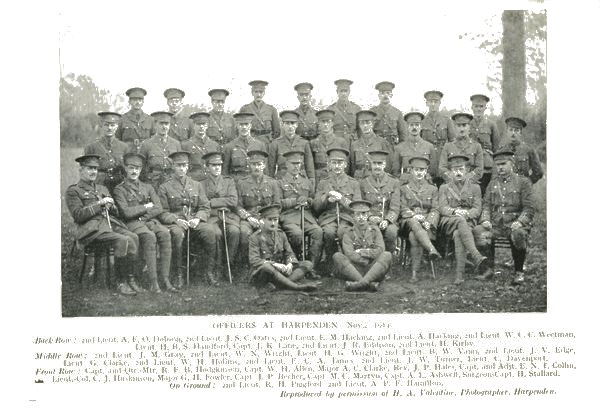 OFFICERS AT HARPENDEN Nov., 1914.
Back Row: 2nd Lieut. A. F. O. Dobson, 2nd Lieut. J. S. C. Oates, 2nd Lieut. E. M. Hacking, 2nd Lieut. A. Hacking, 2nd Lieut. W. C. C. Weetman,
Lieut. H. B. S. Handford, Capt. J. K. Lane, 2nd Lieut. J. R. Eddison, 2nd Lieut. H. Kirby.
Middle Row: 2nd Lieut. J. M. Gray, 2nd Lieut. W. N. Wright, Lieut. H. G. Wright, 2nd Lieut. B. W. Vann, 2nd Lieut. J. V. Edge,
Lieut. G. Clarke, 2nd Lieut. W. H. Hollins, 2nd Lieut. E. C. A. James, 2nd Lieut. J. W. Turner, Lieut. C. Davenport.
Front Row: Capt. and Qtr.-Mtr. R. F. B. Hodgkinson, Capt. W. H. Allen, Major A. C. Clarke, Rev. J. P. Hales, Capt. and Adjt. E. N. T. Collin,
Lieut.-Col. C. J. Huskinson, Major G. H. Fowler, Capt. J. P. Becher, Capt. M. C. Martyn, Capt. A. L. Ashwell, Surgeon-Capt. H. Stallard.
On Ground: 2nd Lieut. R. H. Piggford, 2nd Lieut. A. P. F. Hamilton.
Reproduced by permission of H. A. Valentine, Photographer, Harpenden.